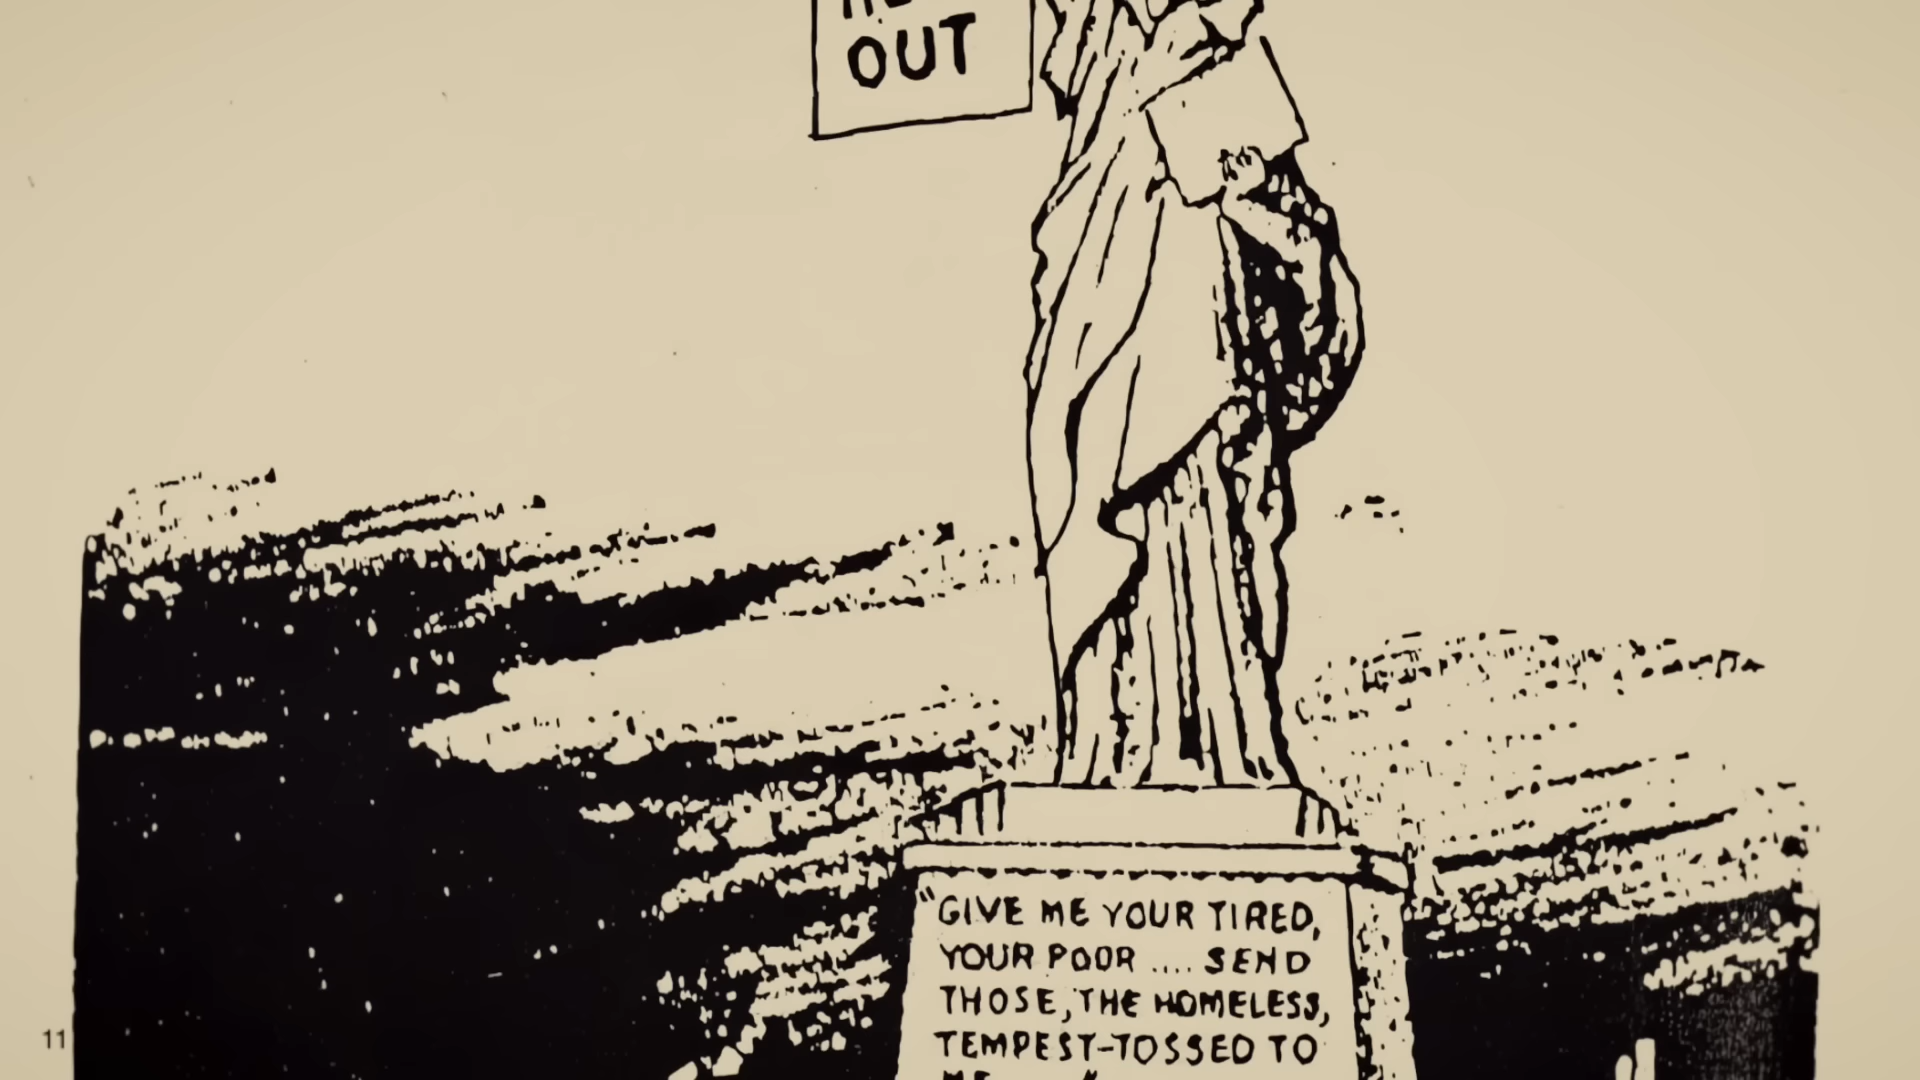 OUT
"GIVE ME YOUR TIRED,
YOUR POOR .... SEND
THOSE, THE HOMELESS,
TEMPEST-TOSSED TO
11